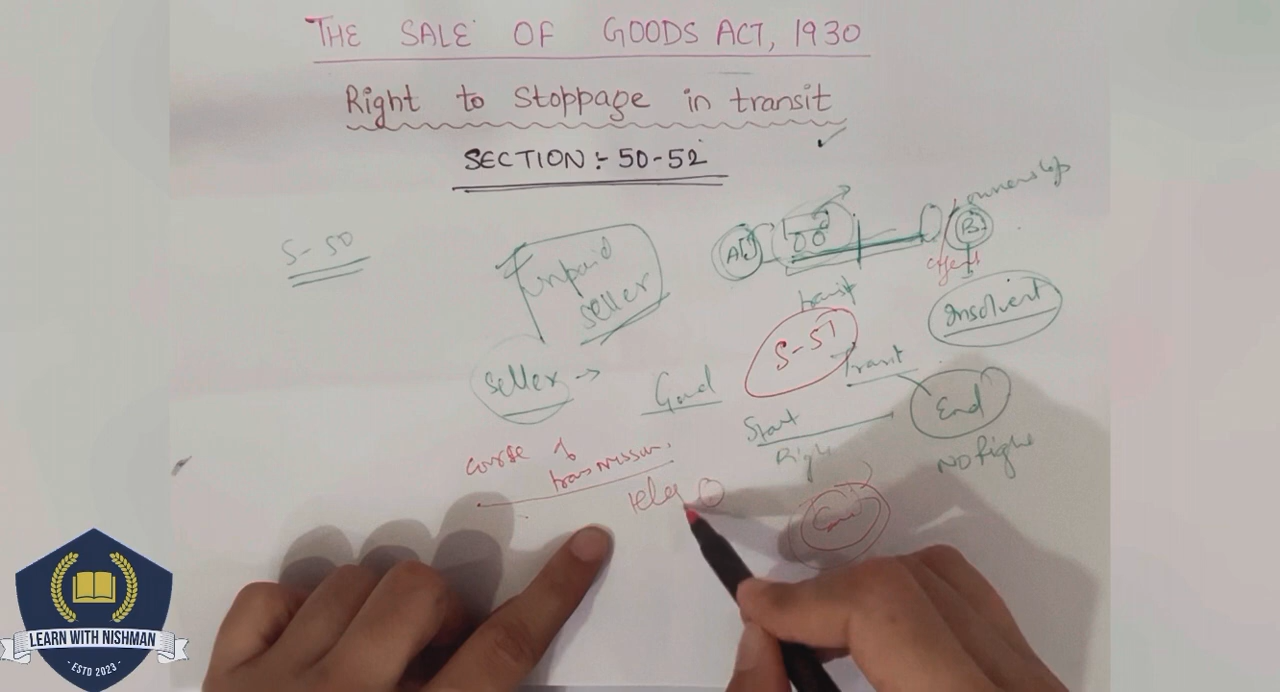 THE SALE OF GOODS ACT, 1930
Right to Stoppage in transit
SECTION :- 50-52
S-50
Unpaid
seller
A
B
ownership
agent
transit
Insolvent
S-51
seller →
Good
Transit
Start
End
Right
NO Right
course of
transmission.
LEARN WITH NISHMAN
- ESTD 2023 -